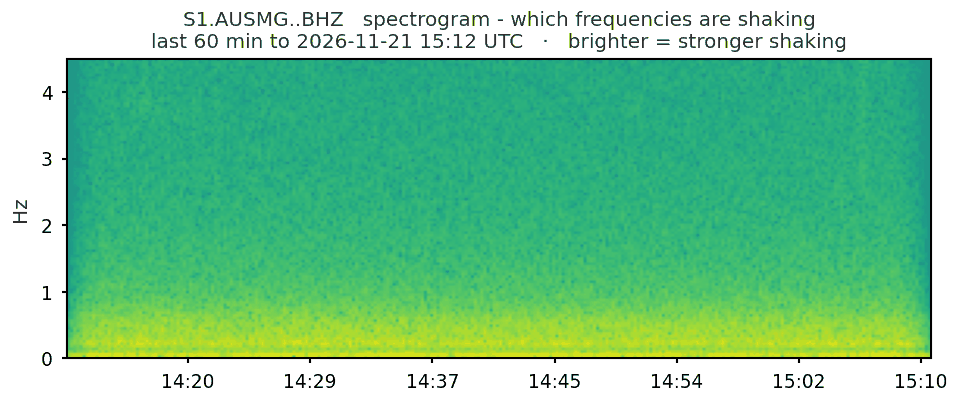 S1.AUSMG..BHZ   spectrogram - which frequencies are shaking
last 60 min to 2026-11-21 15:12 UTC   ·   brighter = stronger shaking
Hz
4
3
2
1
0
14:20 14:29 14:37 14:45 14:54 15:02 15:10